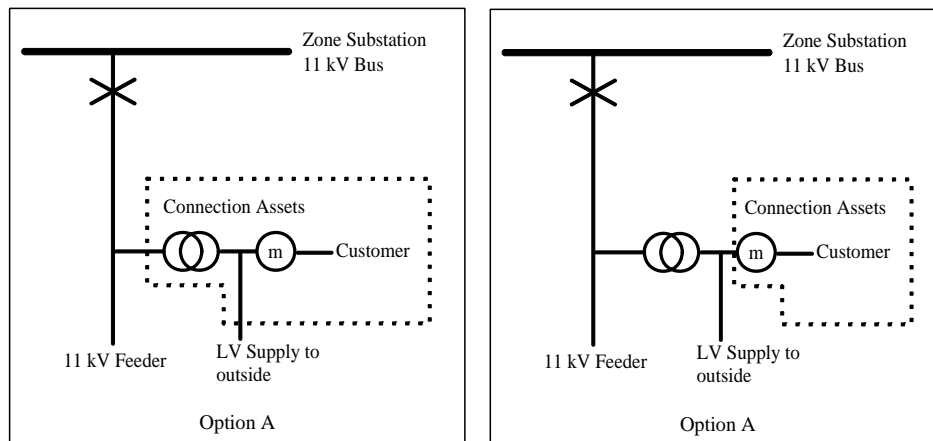 Zone Substation
11 kV Bus
Connection Assets
m
Customer
11 kV Feeder
LV Supply to
outside
Option A
Zone Substation
11 kV Bus
Connection Assets
m
Customer
11 kV Feeder
LV Supply to
outside
Option A